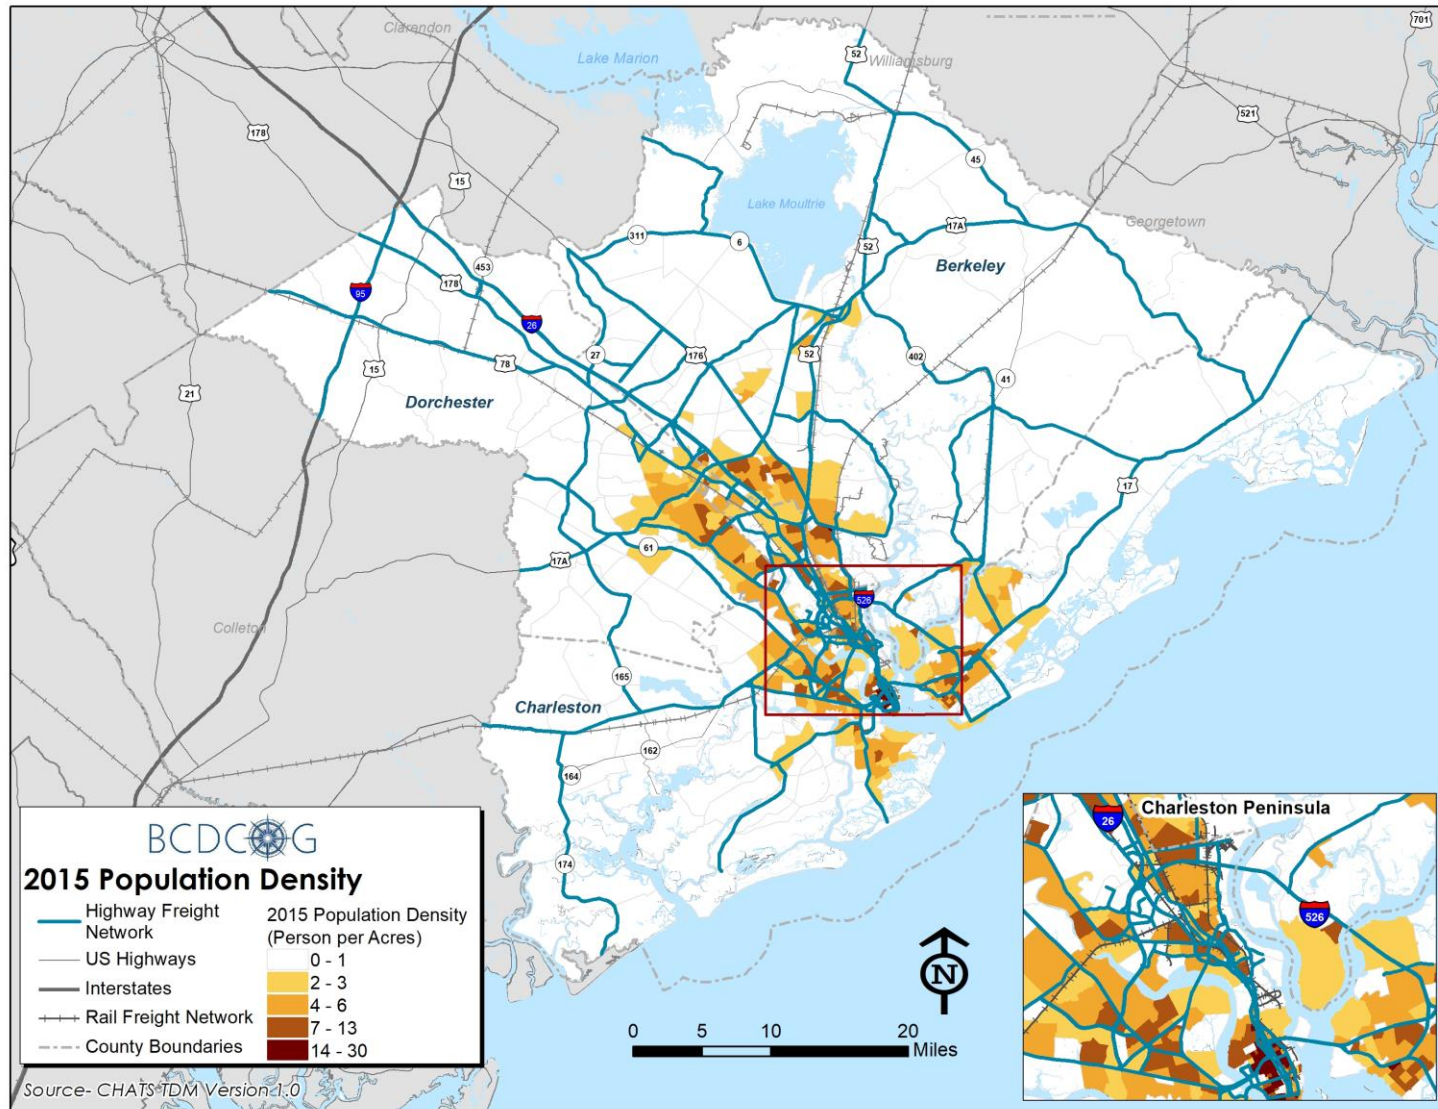 Clarendon
Lake Marion
52
Williamsburg
701
521
178
45
15
Lake Moultrie
Georgetown
17A
311
6
52
453
Berkeley
178
95
26
27
176
52
402
78
15
41
21
Dorchester
17
61
17A
526
Colleton
165
Charleston
162
164
174
BCDCOG
2015 Population Density
Highway Freight
Network
US Highways
Interstates
Rail Freight Network
County Boundaries
2015 Population Density
(Person per Acres)
0 - 1
2 - 3
4 - 6
7 - 13
14 - 30
Source- CHATS TDM Version 1.0
N
0 5 10 20
Miles
Charleston Peninsula
26
526